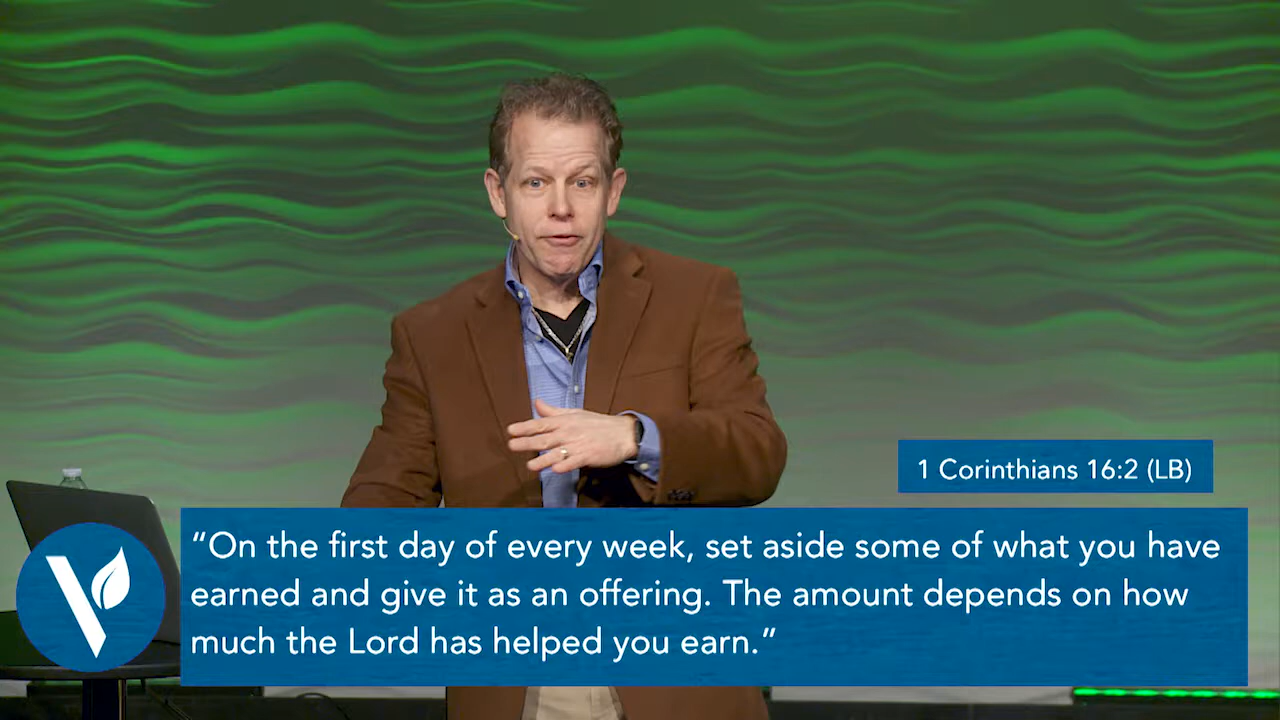 1 Corinthians 16:2 (LB)
“On the first day of every week, set aside some of what you have
earned and give it as an offering. The amount depends on how
much the Lord has helped you earn.”